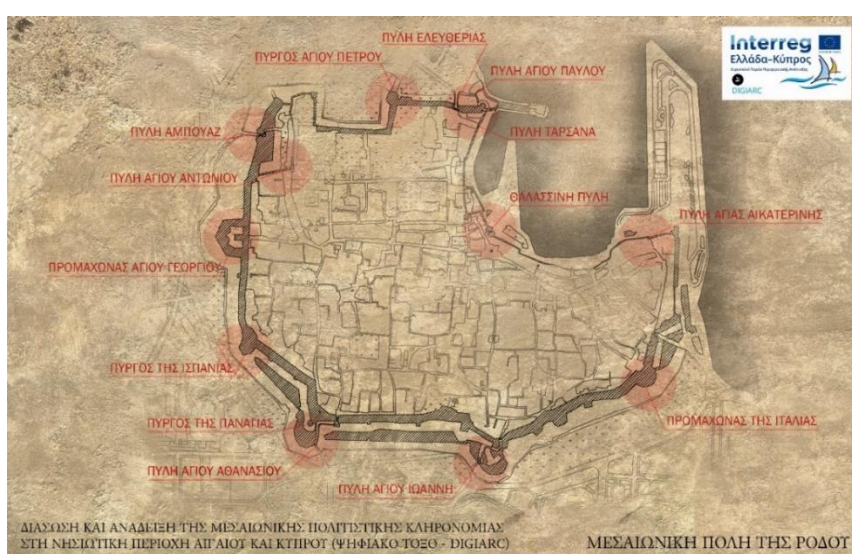 ΠΥΛΗ ΕΛΕΥΘΕΡΙΑΣ
ΠΥΡΓΟΣ ΑΓΙΟΥ ΠΕΤΡΟΥ
ΠΥΛΗ ΑΓΙΟΥ ΠΑΥΛΟΥ
Interreg
Ελλάδα-Κύπρος
DIGIARC
ΠΥΛΗ ΑΜΠΟΥΑΖ
ΠΥΛΗ ΤΑΡΣΑΝΑ
ΠΥΛΗ ΑΓΙΟΥ ΑΝΤΩΝΙΟΥ
ΘΑΛΑΣΣΙΝΗ ΠΥΛΗ
ΠΥΛΗ ΑΓΙΑΣ ΑΙΚΑΤΕΡΙΝΗΣ
ΠΡΟΜΑΧΩΝΑΣ ΑΓΙΟΥ ΓΕΩΡΓΙΟΥ
ΠΥΡΓΟΣ ΤΗΣ ΙΣΠΑΝΙΑΣ
ΠΥΡΓΟΣ ΤΗΣ ΠΑΝΑΓΙΑΣ
ΠΡΟΜΑΧΩΝΑΣ ΤΗΣ ΙΤΑΛΙΑΣ
ΠΥΛΗ ΑΓΙΟΥ ΑΘΑΝΑΣΙΟΥ
ΠΥΛΗ ΑΓΙΟΥ ΙΩΑΝΝΗ
ΔΙΑΣΩΣΗ ΚΑΙ ΑΝΑΔΕΙΞΗ ΤΗΣ ΜΕΣΑΙΩΝΙΚΗΣ ΠΟΛΙΤΙΣΤΙΚΗΣ ΚΛΗΡΟΝΟΜΙΑΣ
ΣΤΗ ΝΗΣΙΩΤΙΚΗ ΠΕΡΙΟΧΗ ΑΙΓΑΙΟΥ ΚΑΙ ΚΥΠΡΟΥ (ΨΗΦΙΑΚΟ ΤΟΞΟ - DIGIARC)
ΜΕΣΑΙΩΝΙΚΗ ΠΟΛΗ ΤΗΣ ΡΟΔΟΥ